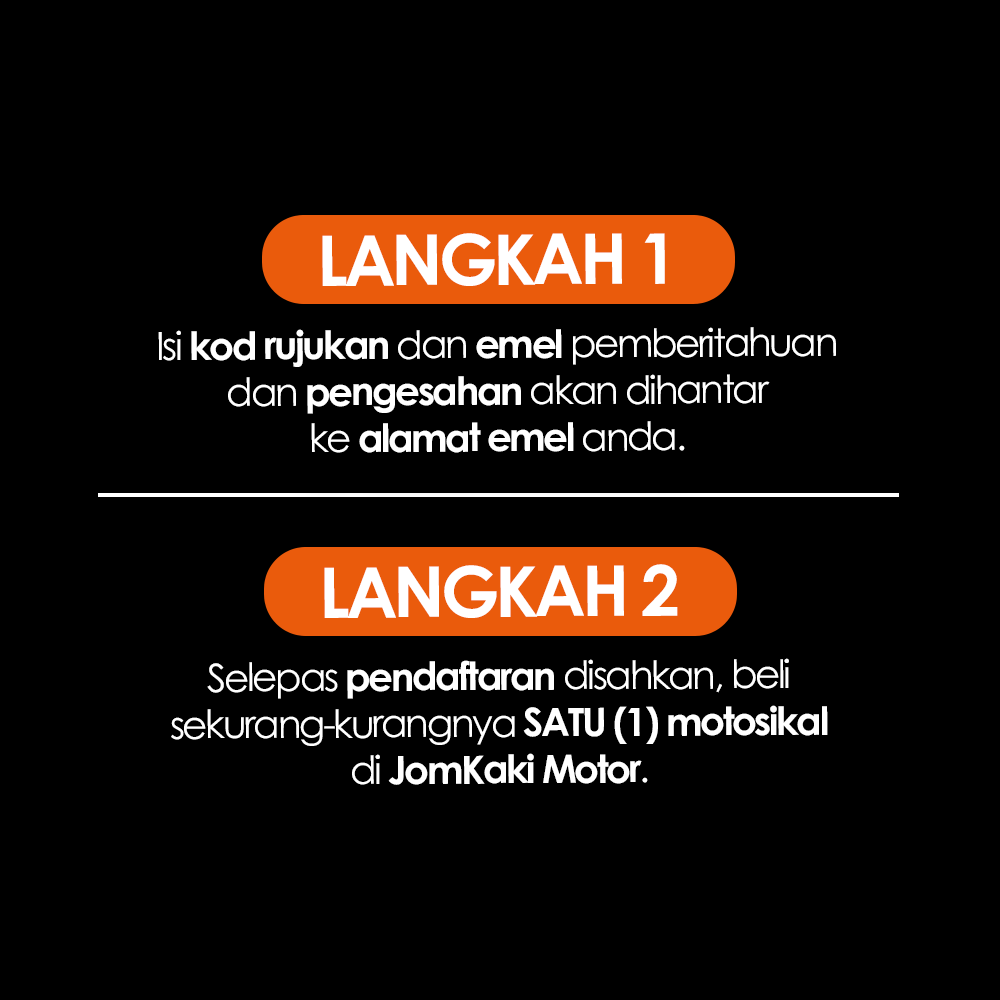 LANGKAH 1
Isi kod rujukan dan emel pemberitahuan
dan pengesahan akan dihantar
ke alamat emel anda.
LANGKAH 2
Selepas pendaftaran disahkan, beli
sekurang-kurangnya SATU (1) motosikal
di JomKaki Motor.